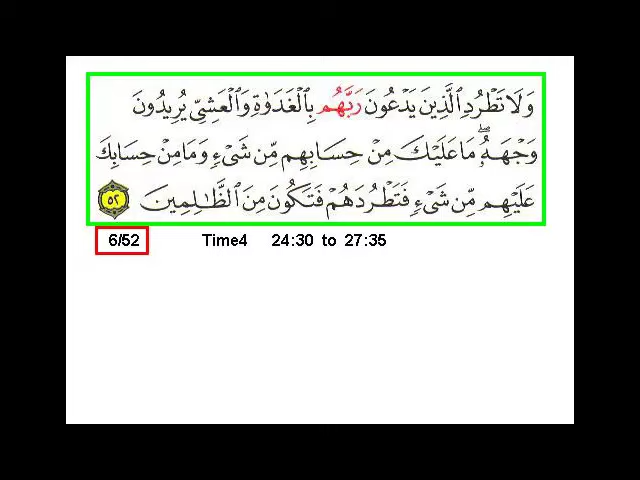 وَلَا تَطْرُدِ ٱلَّذِينَ يَدْعُونَ رَبَّهُم بِٱلْغَدَوٰةِ وَٱلْعَشِىِّ يُرِيدُونَ
وَجْهَهُۥۖ مَا عَلَيْكَ مِنْ حِسَابِهِم مِّن شَىْءٍ وَمَا مِنْ حِسَابِكَ
عَلَيْهِم مِّن شَىْءٍ فَتَطْرُدَهُمْ فَتَكُونَ مِنَ ٱلظَّٰلِمِينَ ٥٢
6/52 Time4 24:30 to 27:35